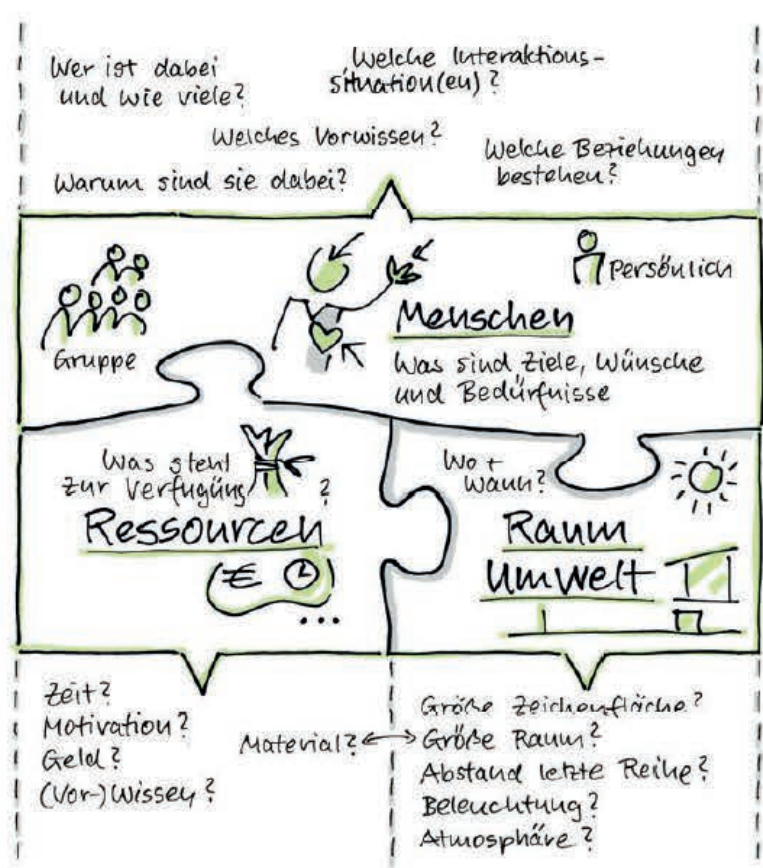 Wer ist dabei
und wie viele?
Welche Interaktions-
situation(en)?
Welches Vorwissen?
Welche Beziehungen
bestehen?
Warum sind sie dabei?
Gruppe
Persönlich
Menschen
Was sind Ziele, Wünsche
und Bedürfnisse
Was steht
zur Verfügung
?
Ressourcen
€
...
Wo +
Wann?
Raum
Umwelt
Zeit?
Motivation?
Geld?
(Vor-)Wissen?
Material?
Größe Zeichenfläche?
Größe Raum?
Abstand letzte Reihe?
Beleuchtung?
Atmosphäre?